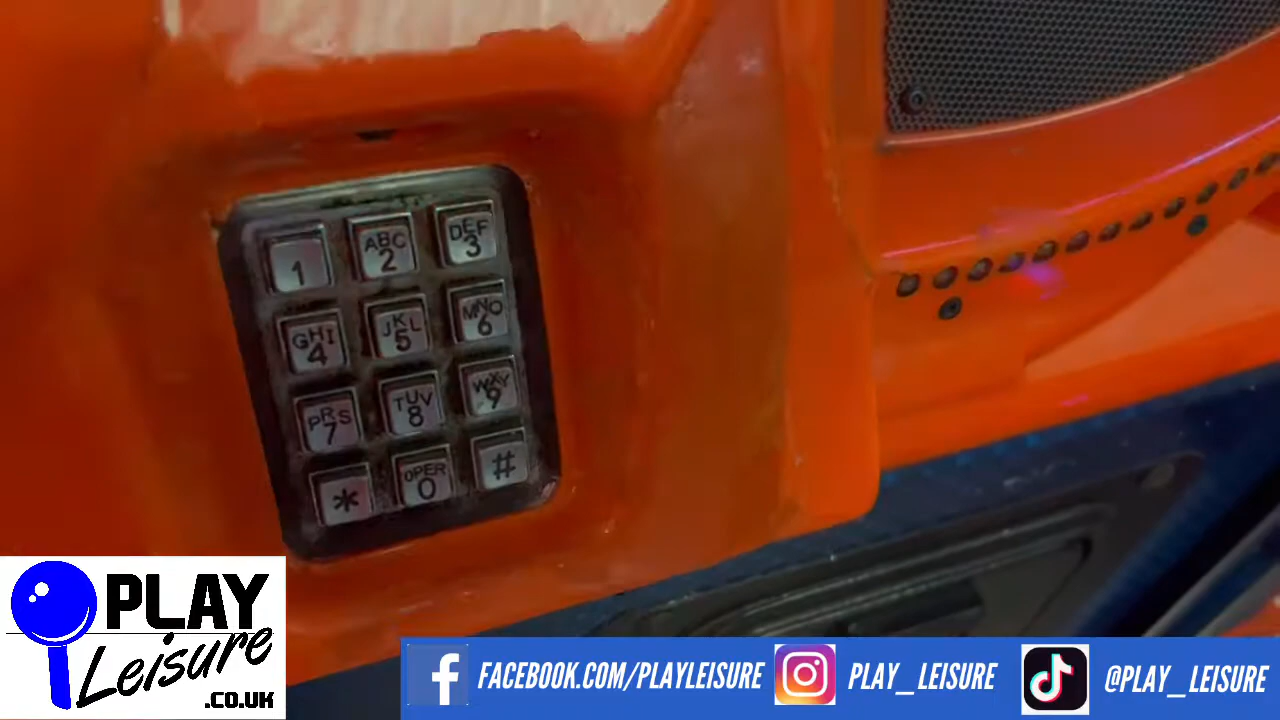 1
ABC
2
DEF
3
GHI
4
JKL
5
MNO
6
PRS
7
TUV
8
WXY
9
*
OPER
0
#
PLAY
Leisure
.CO.UK
FACEBOOK.COM/PLAYLEISURE
PLAY_LEISURE
@PLAY_LEISURE